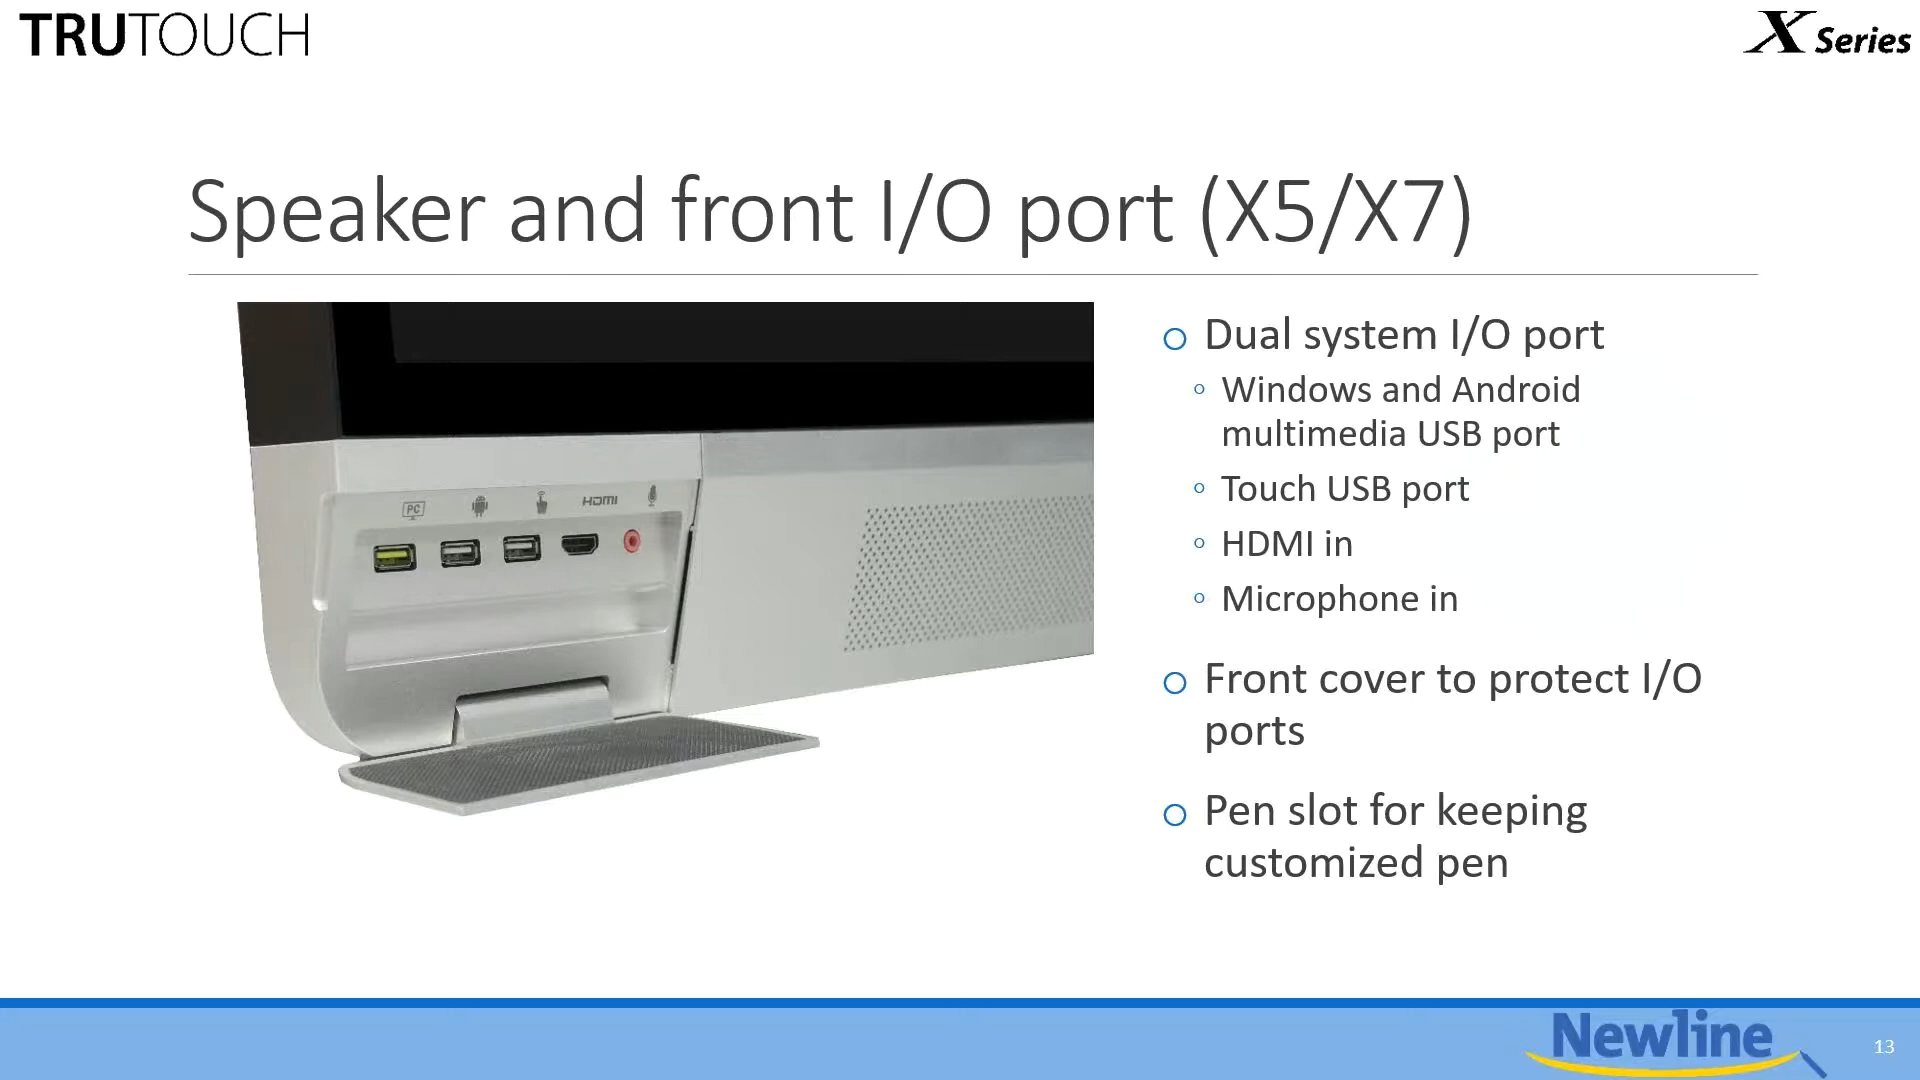 TRUTOUCH
X Series
Speaker and front I/O port (X5/X7)
PC
HDMI
Dual system I/O port
Windows and Android
multimedia USB port
Touch USB port
HDMI in
Microphone in
Front cover to protect I/O
ports
Pen slot for keeping
customized pen
Newline
13